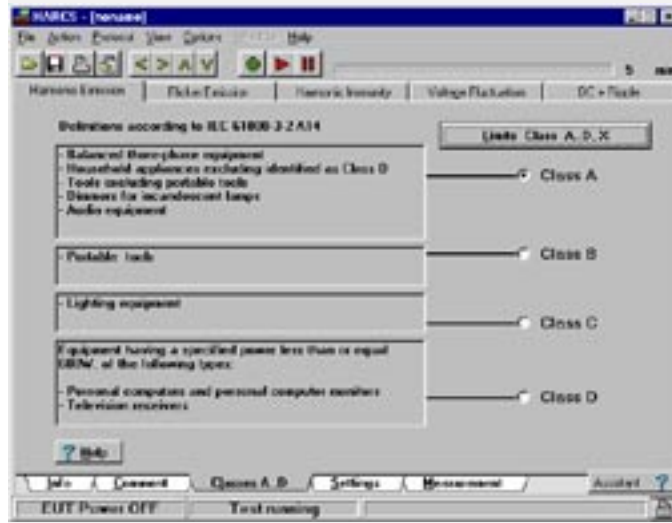 HARCS - [noname]
File Action Protocol View Options Help
5
Harmonic Emission Flicker Emission Harmonic Immunity Voltage Fluctuation DC + Ripple
Definitions according to IEC 61000-3-2 A14
Limits Class A..D, X
- Balanced three-phase equipment
- Household appliances excluding identified as Class D
- Tools excluding portable tools
- Dimmers for incandescent lamps
- Audio equipment
Class A
- Portable tools
Class B
- Lighting equipment
Class C
Equipment having a specified power less than or equal
600W, of the following types:
- Personal computers and personal computer monitors
- Television receivers
Class D
? Help
Info Comment Classes A..D Settings Measurement Assistant ?
EUT Power OFF Test running